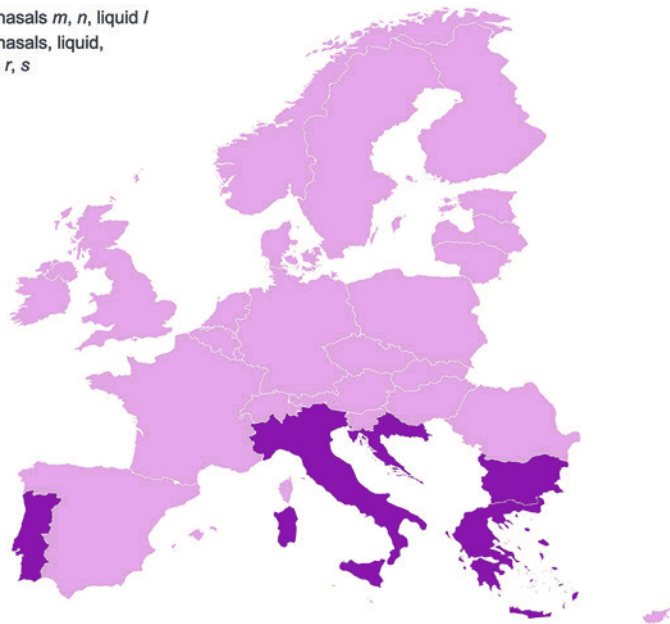 nasals m, n, liquid l
nasals, liquid,
r, s